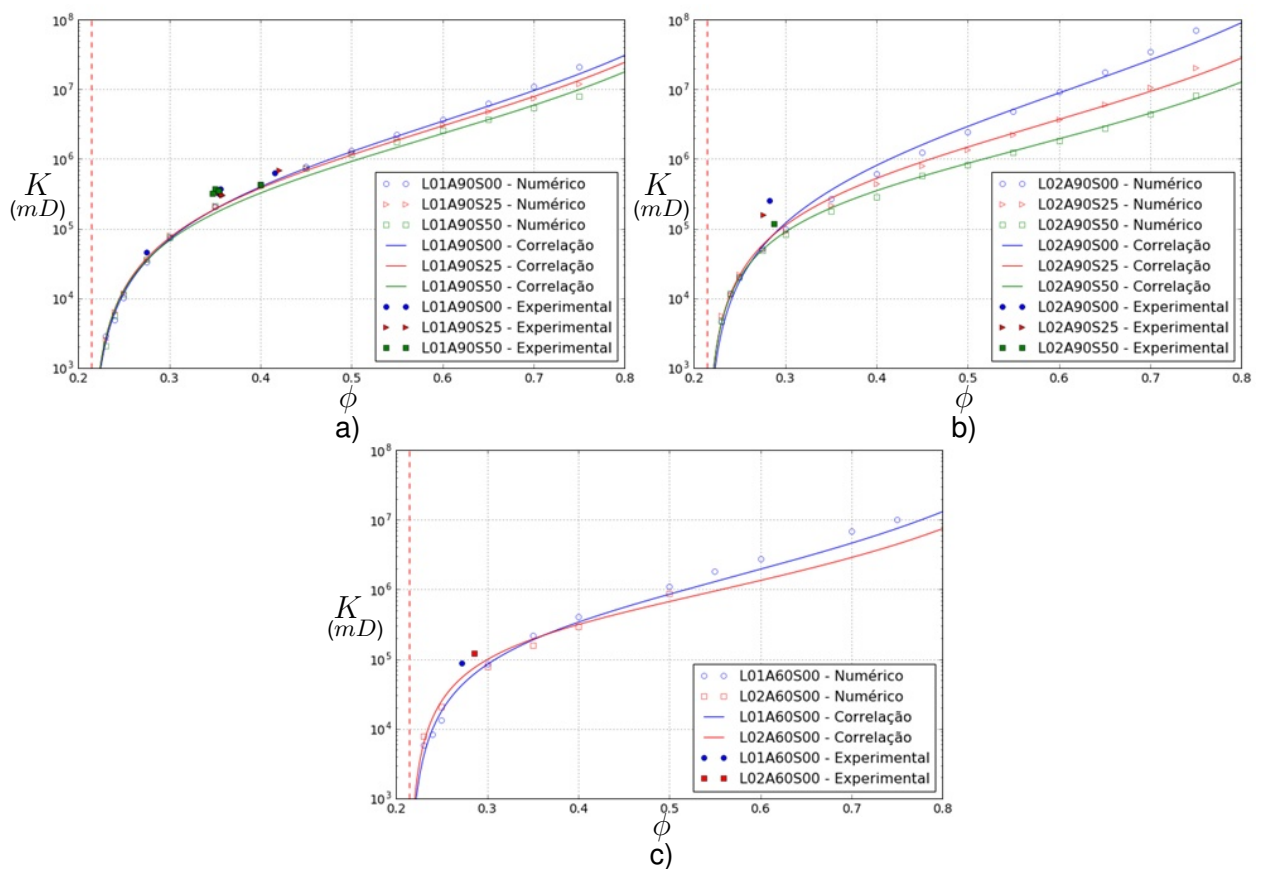 10^8
10^7
10^6
10^5
10^4
10^3
K
(mD)
L01A90S00 - Numérico
L01A90S25 - Numérico
L01A90S50 - Numérico
L01A90S00 - Correlação
L01A90S25 - Correlação
L01A90S50 - Correlação
L01A90S00 - Experimental
L01A90S25 - Experimental
L01A90S50 - Experimental
0.2 0.3 0.4 0.5 0.6 0.7 0.8
ϕ
a)
10^8
10^7
10^6
10^5
10^4
10^3
K
(mD)
L02A90S00 - Numérico
L02A90S25 - Numérico
L02A90S50 - Numérico
L02A90S00 - Correlação
L02A90S25 - Correlação
L02A90S50 - Correlação
L02A90S00 - Experimental
L02A90S25 - Experimental
L02A90S50 - Experimental
0.2 0.3 0.4 0.5 0.6 0.7 0.8
ϕ
b)
10^8
10^7
10^6
10^5
10^4
10^3
K
(mD)
L01A60S00 - Numérico
L02A60S00 - Numérico
L01A60S00 - Correlação
L02A60S00 - Correlação
L01A60S00 - Experimental
L02A60S00 - Experimental
0.2 0.3 0.4 0.5 0.6 0.7 0.8
ϕ
c)